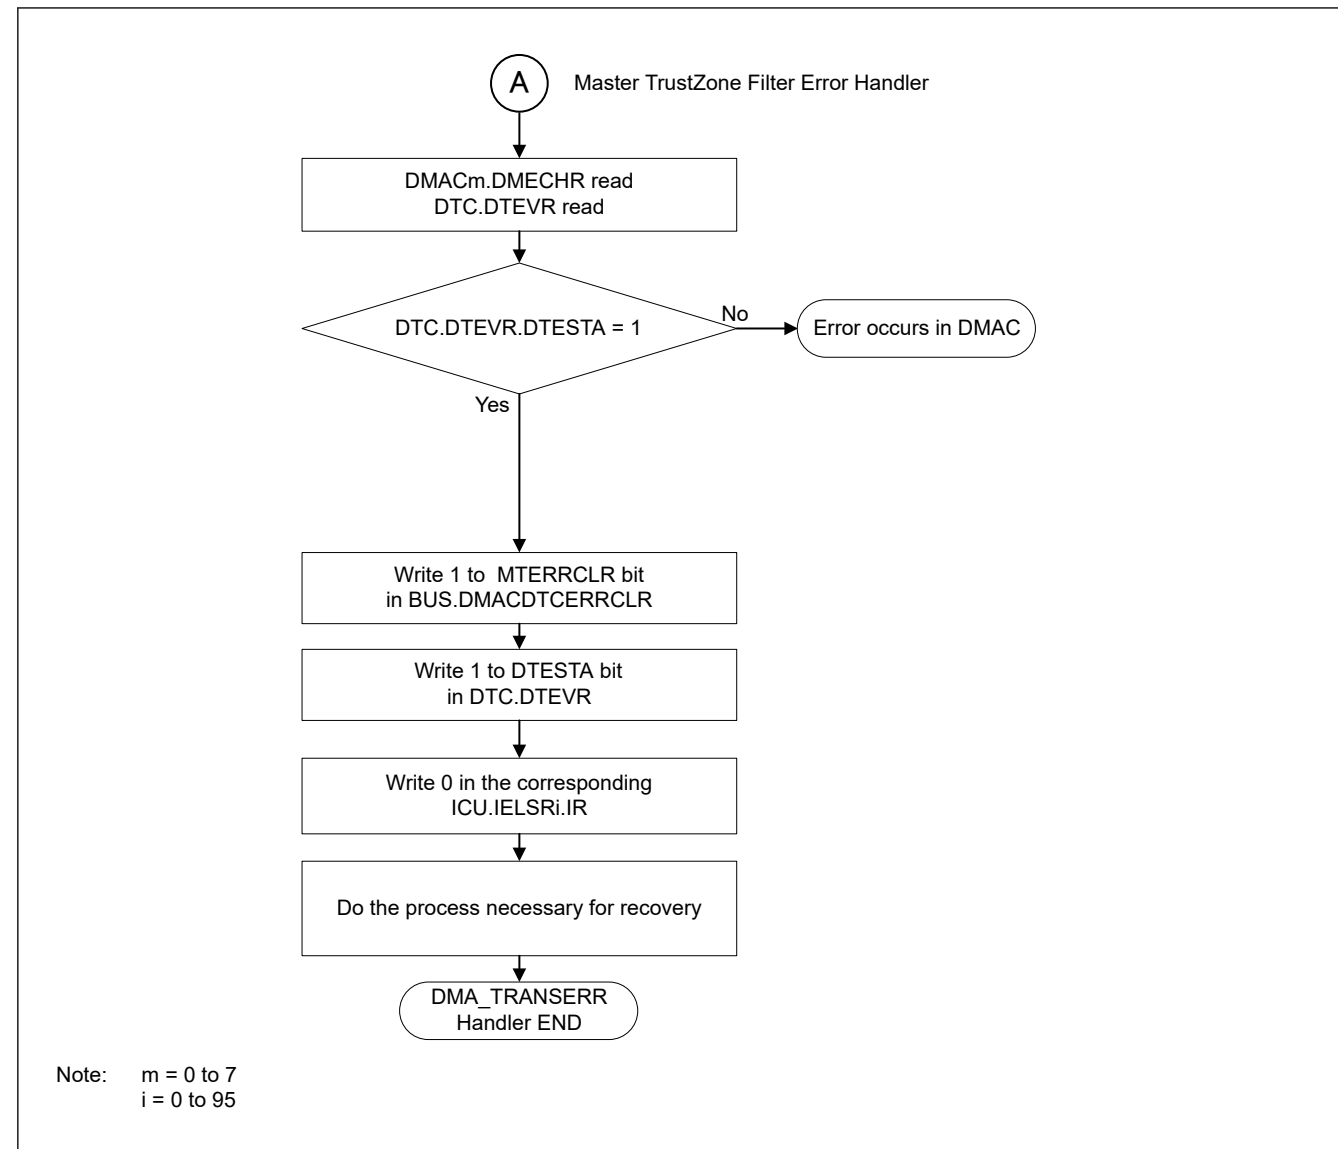 A
Master TrustZone Filter Error Handler
DMACm.DMECHR read
DTC.DTEVR read
DTC.DTEVR.DTESTA = 1
No
Error occurs in DMAC
Yes
Write 1 to MTERRCLR bit
in BUS.DMACDTCERRCLR
Write 1 to DTESTA bit
in DTC.DTEVR
Write 0 in the corresponding
ICU.IELSRi.IR
Do the process necessary for recovery
DMA_TRANSERR
Handler END
Note: m = 0 to 7
i = 0 to 95